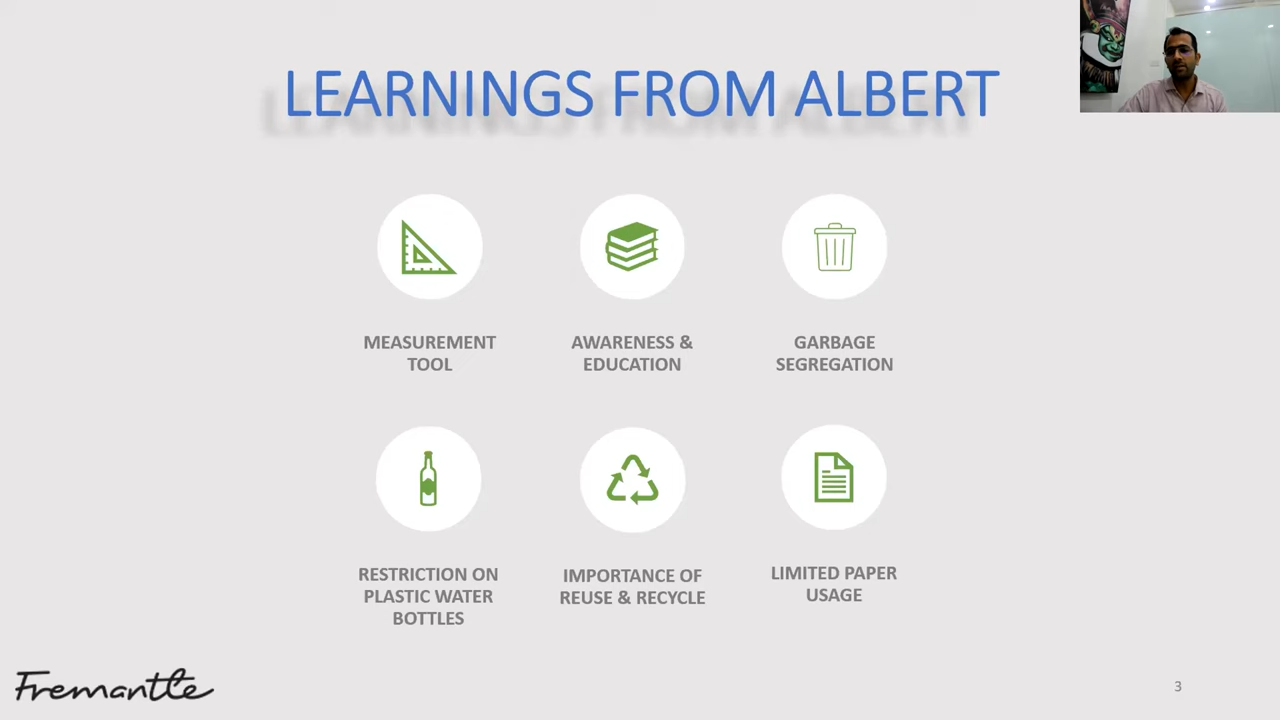 LEARNINGS FROM ALBERT
MEASUREMENT
TOOL
AWARENESS &
EDUCATION
GARBAGE
SEGREGATION
RESTRICTION ON
PLASTIC WATER
BOTTLES
IMPORTANCE OF
REUSE & RECYCLE
LIMITED PAPER
USAGE
Fremantle
3